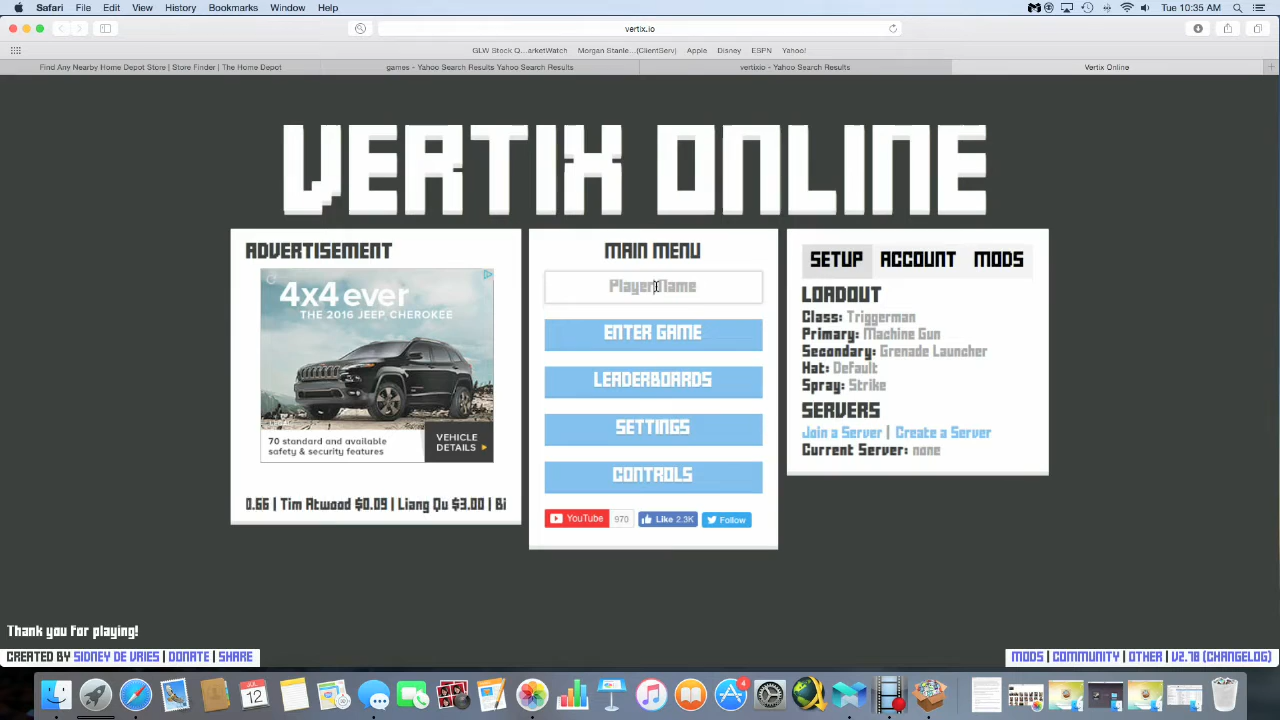 Safari File Edit View History Bookmarks Window Help
4
Tue 10:35 AM
vertix.io
GLW Stock Q...arketWatch Morgan Stanle...(ClientServ) Apple Disney ESPN Yahoo!
Find Any Nearby Home Depot Store | Store Finder | The Home Depot
games - Yahoo Search Results Yahoo Search Results
vertixio - Yahoo Search Results
Vertix Online
VERTIX ONLINE
ADVERTISEMENT
4x4 ever
THE 2016 JEEP, CHEROKEE
70 standard and available
safety & security features
VEHICLE
DETAILS
0.66 | Tim Atwood $0.09 | Liang Qu $3.00 | Bi
MAIN MENU
Player Name
ENTER GAME
LEADERBOARDS
SETTINGS
CONTROLS
YouTube 970 Like 2.3K Follow
SETUP ACCOUNT MODS
LOADOUT
Class: Triggerman
Primary: Machine Gun
Secondary: Grenade Launcher
Hat: Default
Spray: Strike
SERVERS
Join a Server | Create a Server
Current Server: none
Thank you for playing!
CREATED BY SIDNEY DE VRIES | DONATE | SHARE
MODS | COMMUNITY | OTHER | V2.78 (CHANGELOG)
JUL
12
4